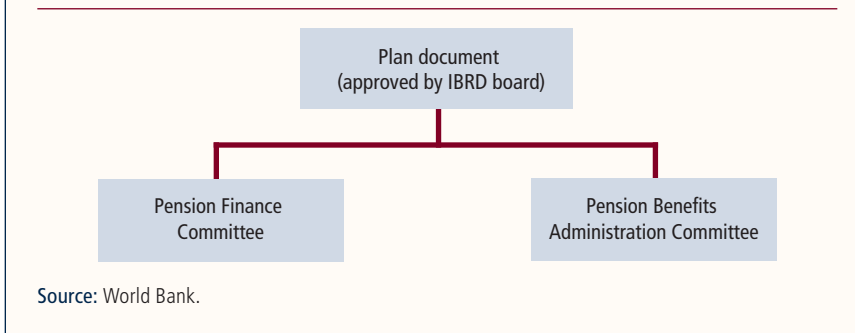 Plan document
(approved by IBRD board)
Pension Finance
Committee
Pension Benefits
Administration Committee
Source: World Bank.